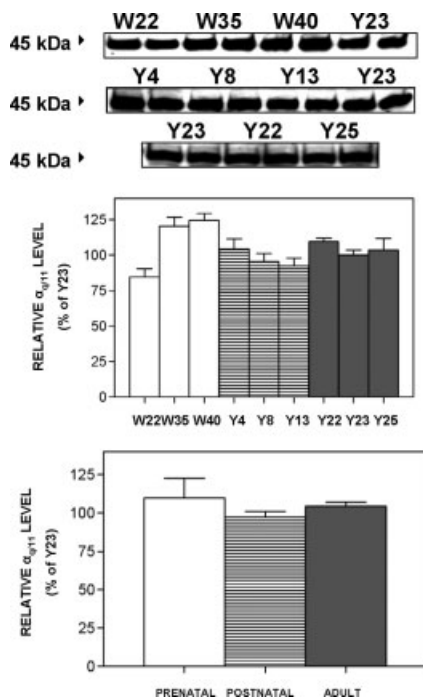 W22 W35 W40 Y23
45 kDa
Y4 Y8 Y13 Y23
45 kDa
Y23 Y22 Y25
45 kDa
RELATIVE αq/11 LEVEL
(% of Y23)
125
100
75
50
25
0
W22 W35 W40 Y4 Y8 Y13 Y22 Y23 Y25
RELATIVE αq/11 LEVEL
(% of Y23)
125
100
75
50
25
0
PRENATAL POSTNATAL ADULT